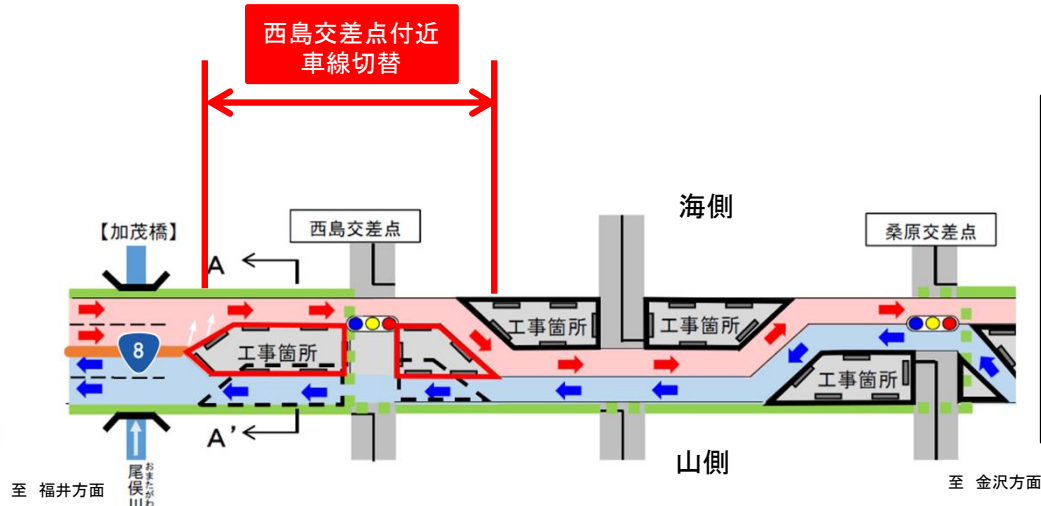 西島交差点付近
車線切替
海側
【加茂橋】
西島交差点
桑原交差点
A
工事箇所
工事箇所
工事箇所
8
工事箇所
A'
山側
尾俣川
おまたがわ
至 福井方面
至 金沢方面